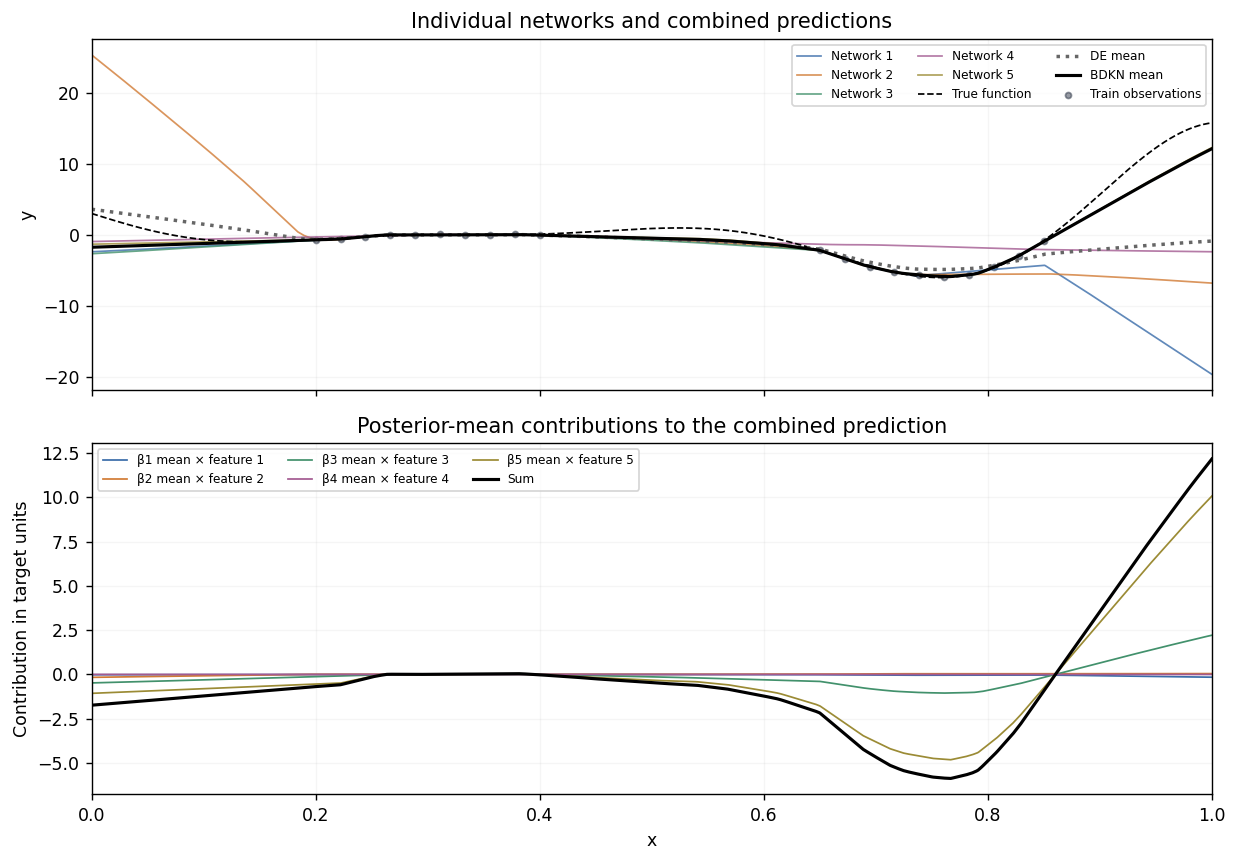 Individual networks and combined predictions
Network 1
Network 2
Network 3
Network 4
Network 5
True function
DE mean
BDKN mean
Train observations
y
20
10
0
−10
−20
Posterior-mean contributions to the combined prediction
β1 mean × feature 1
β2 mean × feature 2
β3 mean × feature 3
β4 mean × feature 4
β5 mean × feature 5
Sum
Contribution in target units
12.5
10.0
7.5
5.0
2.5
0.0
−2.5
−5.0
0.0 0.2 0.4 0.6 0.8 1.0
x